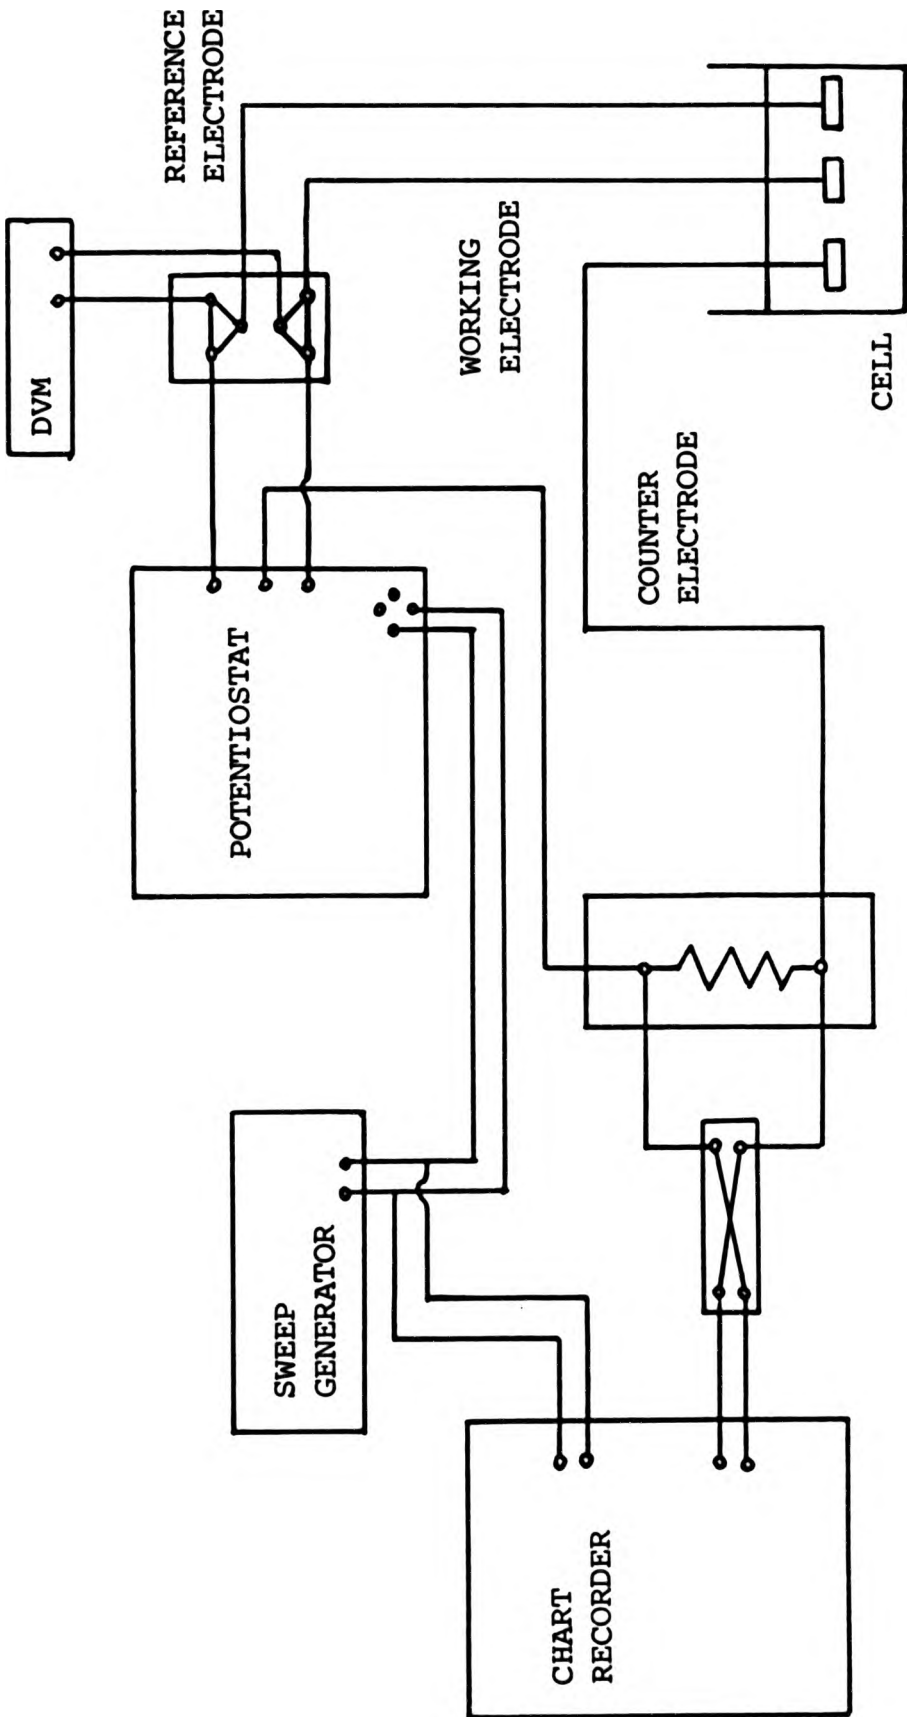 DVM
REFERENCE
ELECTRODE
POTENTIOSTAT
WORKING
ELECTRODE
SWEEP
GENERATOR
COUNTER
ELECTRODE
CHART
RECORDER
CELL